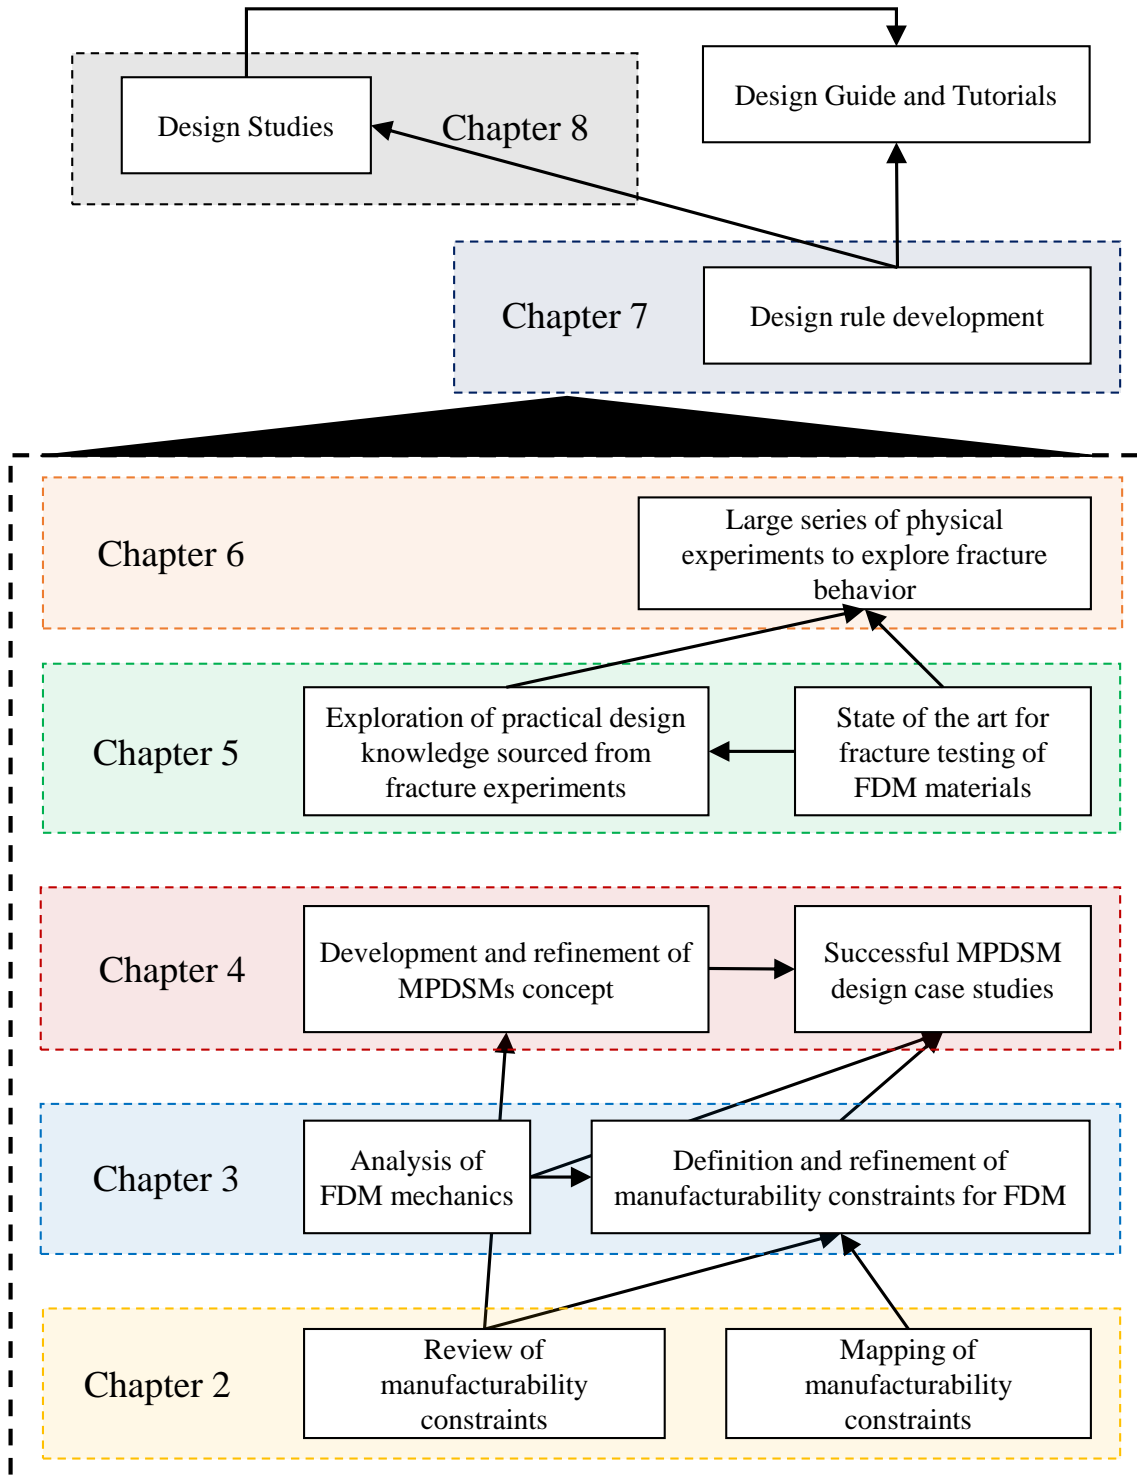 Design Studies
Chapter 8
Design Guide and Tutorials
Chapter 7
Design rule development
Chapter 6
Large series of physical
experiments to explore fracture
behavior
Chapter 5
Exploration of practical design
knowledge sourced from
fracture experiments
State of the art for
fracture testing of
FDM materials
Chapter 4
Development and refinement of
MPDSMs concept
Successful MPDSM
design case studies
Chapter 3
Analysis of
FDM mechanics
Definition and refinement of
manufacturability constraints for FDM
Chapter 2
Review of
manufacturability
constraints
Mapping of
manufacturability
constraints